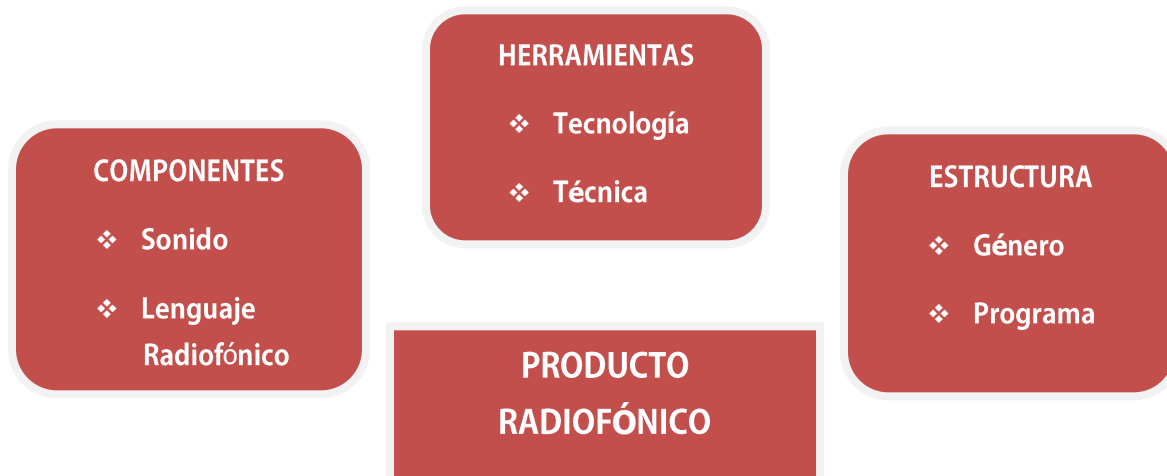 HERRAMIENTAS
❖ Tecnología
❖ Técnica
COMPONENTES
❖ Sonido
❖ Lenguaje
Radiofónico
ESTRUCTURA
❖ Género
❖ Programa
PRODUCTO
RADIOFÓNICO